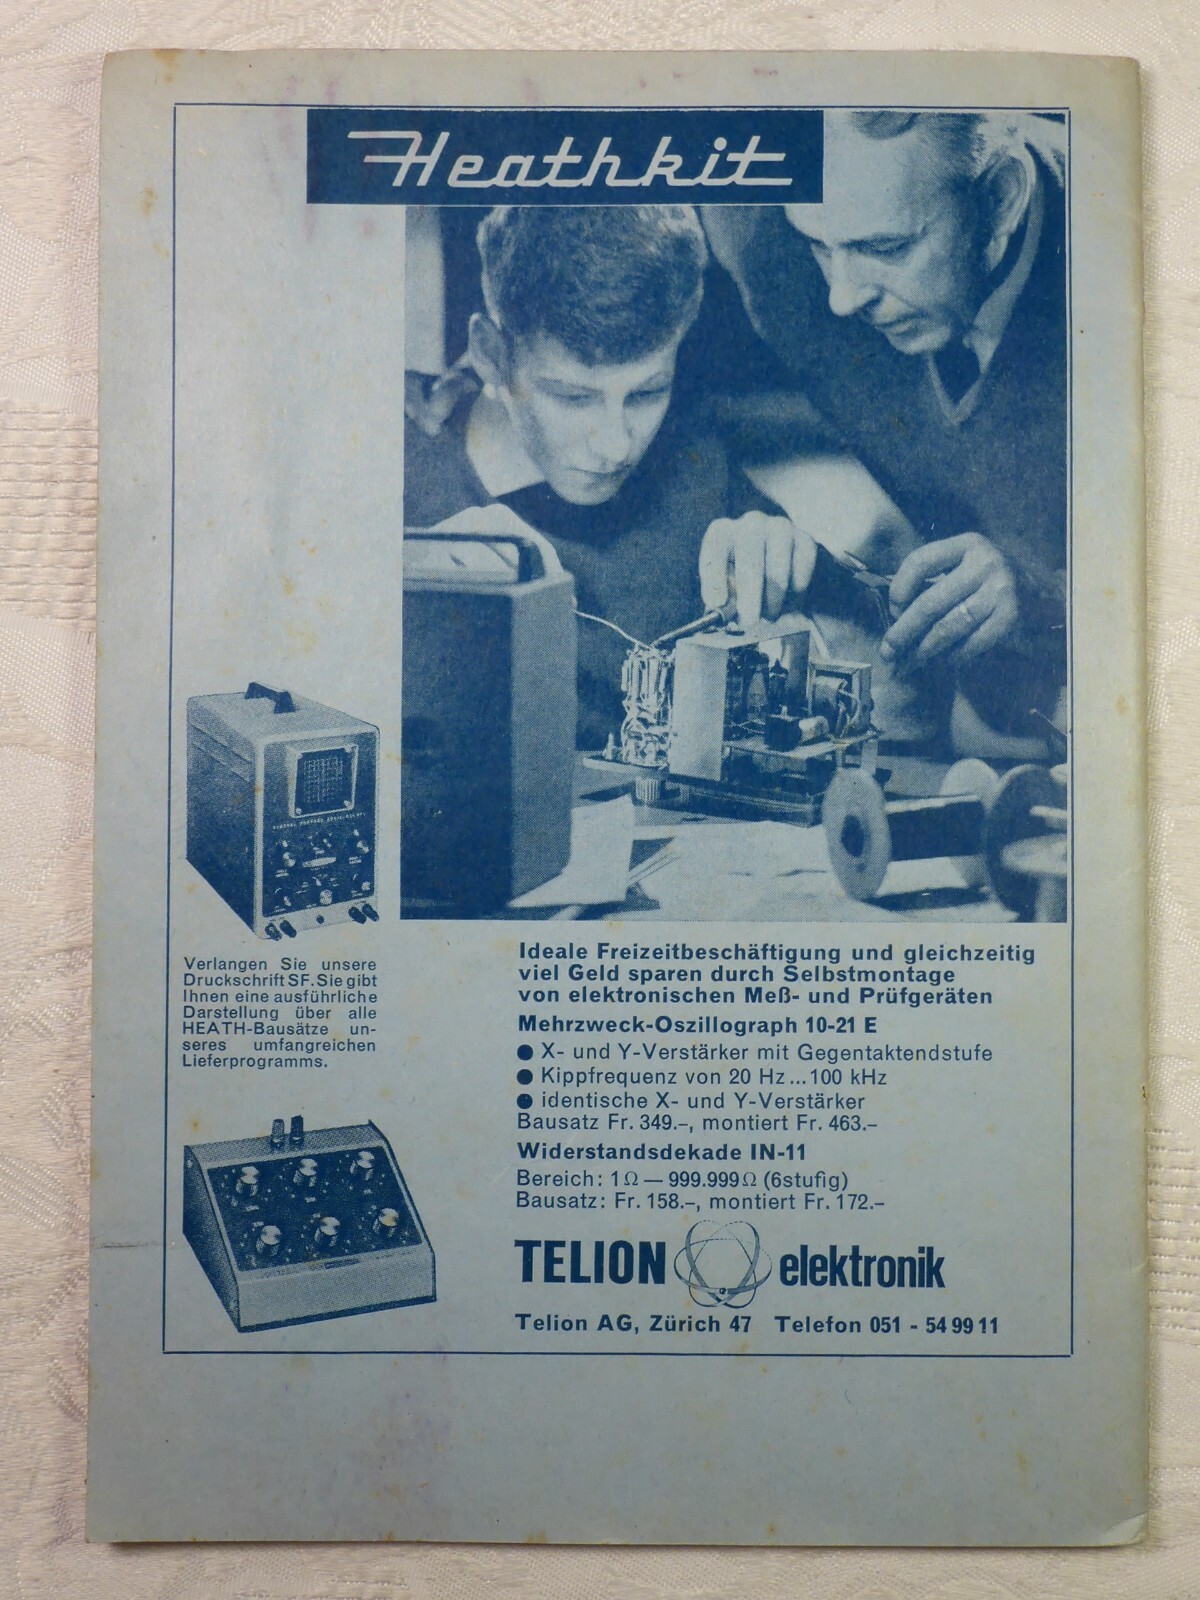 Heathkit
Verlangen Sie unsere
Druckschrift SF. Sie gibt
Ihnen eine ausführliche
Darstellung über alle
HEATH-Bausätze un-
seres umfangreichen
Lieferprogramms.
Ideale Freizeitbeschäftigung und gleichzeitig
viel Geld sparen durch Selbstmontage
von elektronischen Meß- und Prüfgeräten
Mehrzweck-Oszillograph 10-21 E
● X- und Y-Verstärker mit Gegentaktendstufe
● Kippfrequenz von 20 Hz ... 100 kHz
● identische X- und Y-Verstärker
Bausatz Fr. 349.–, montiert Fr. 463.–
Widerstandsdekade IN-11
Bereich: 1 Ω — 999.999 Ω (6stufig)
Bausatz: Fr. 158.–, montiert Fr. 172.–
TELION elektronik
Telion AG, Zürich 47 Telefon 051 - 54 99 11